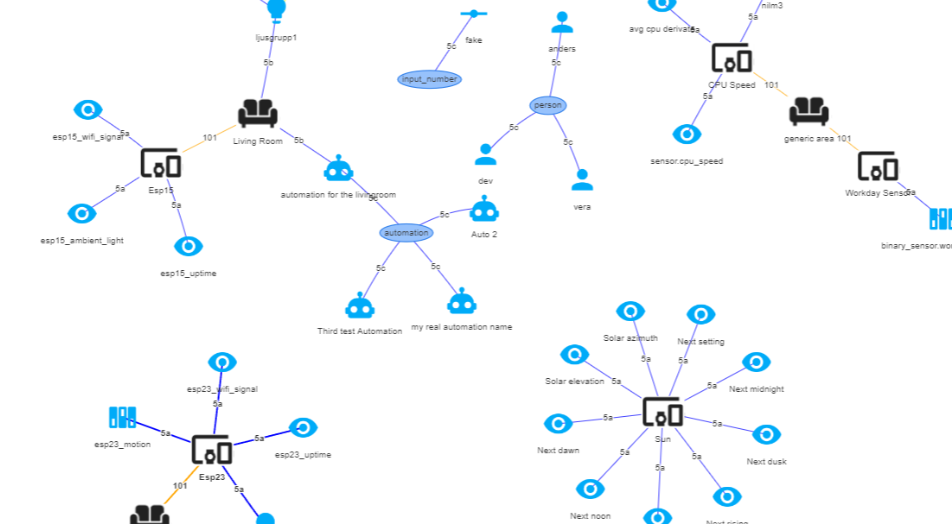 nilm3
5a
avg cpu derivate
5a
ljusgrupp1
fake
anders
5c
5c
5b
input_number
CPU Speed
101
5a
person
esp15_wifi_signal
5a
101
Living Room
5b
5c
5c
generic area
101
sensor.cpu_speed
Esp15
5a
5a
automation for the livingroom
5c
dev
vera
Workday Sensor
5a
5c
automation
Auto 2
esp15_ambient_light
esp15_uptime
binary_sensor.wor
5c
5c
Third test Automation
my real automation name
Solar azimuth
Next setting
5a
5a
Solar elevation
5a
5a
Next midnight
esp23_wifi_signal
5a
esp23_motion
5a
5a
esp23_uptime
5a
5a
Sun
Next dawn
Next dusk
5a
5a
5a
Esp23
101
5a
Next noon
Next rising